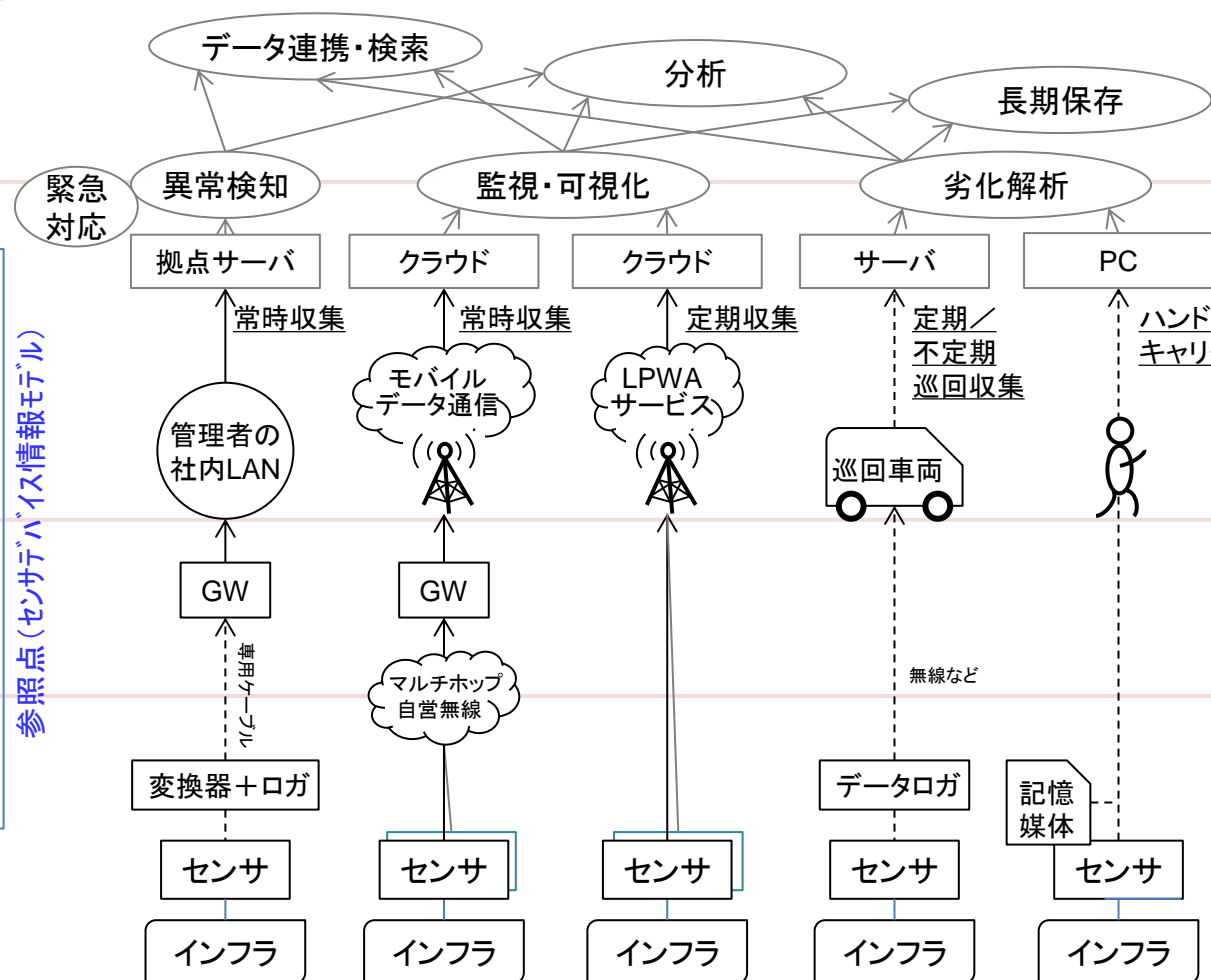 データ連携・検索
分析
長期保存
緊急
対応
異常検知
監視・可視化
劣化解析
拠点サーバ
クラウド
クラウド
サーバ
PC
常時収集
常時収集
定期収集
定期／
不定期
巡回収集
ハンド
キャリ
参照点（センサデバイス情報モデル）
管理者の
社内LAN
モバイル
データ通信
LPWA
サービス
巡回車両
GW
GW
専用ケーブル
マルチホップ
自営無線
無線など
変換器＋ロガ
データロガ
記憶
媒体
センサ
センサ
センサ
センサ
センサ
インフラ
インフラ
インフラ
インフラ
インフラ